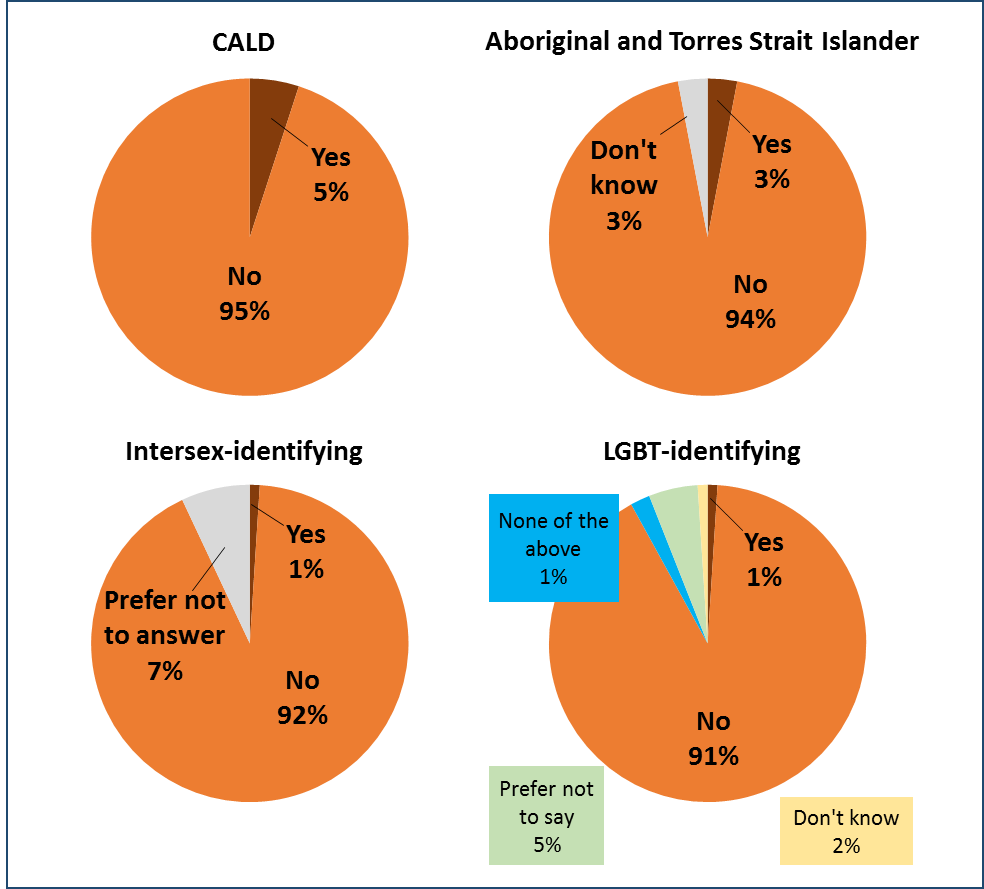 CALD
Yes
5%
No
95%
Aboriginal and Torres Strait Islander
Don't
know
3%
Yes
3%
No
94%
Intersex-identifying
Yes
1%
Prefer not
to answer
7%
No
92%
LGBT-identifying
None of the
above
1%
Yes
1%
No
91%
Prefer not
to say
5%
Don't know
2%